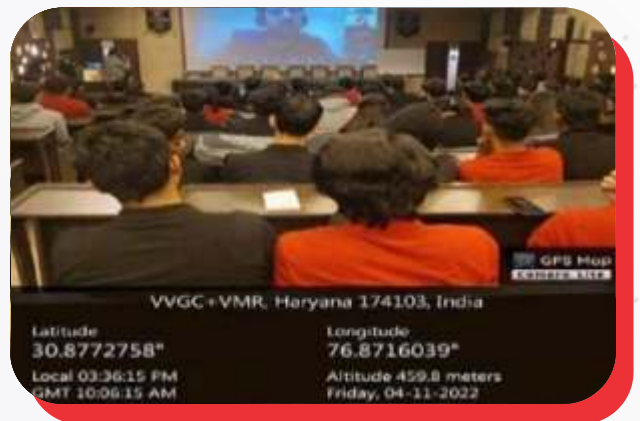 GPS Map
Camera Lite
VVGC+VMR, Haryana 174103, India
Latitude
30.8772758°
Longitude
76.8716039°
Local 03:36:15 PM
GMT 10:06:15 AM
Altitude 459.8 meters
Friday, 04-11-2022